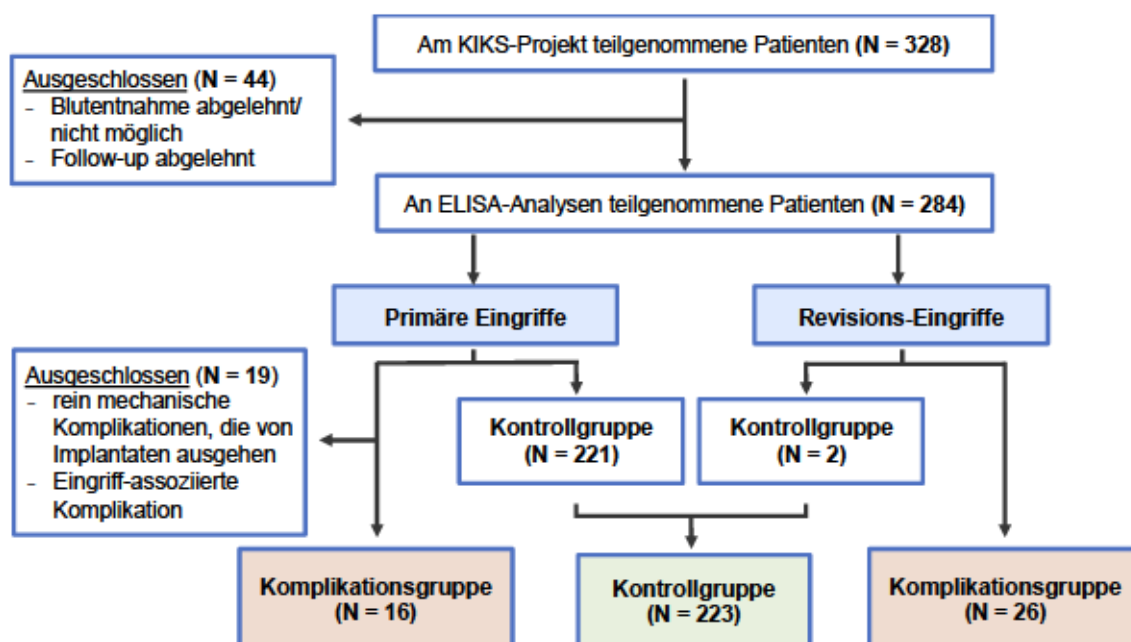 Am KIKS-Projekt teilgenommene Patienten (N = 328)
Ausgeschlossen (N = 44)
- Blutentnahme abgelehnt/
nicht möglich
- Follow-up abgelehnt
An ELISA-Analysen teilgenommene Patienten (N = 284)
Primäre Eingriffe
Revisions-Eingriffe
Ausgeschlossen (N = 19)
- rein mechanische
Komplikationen, die von
Implantaten ausgehen
- Eingriff-assoziierte
Komplikation
Kontrollgruppe
(N = 221)
Kontrollgruppe
(N = 2)
Komplikationsgruppe
(N = 16)
Kontrollgruppe
(N = 223)
Komplikationsgruppe
(N = 26)